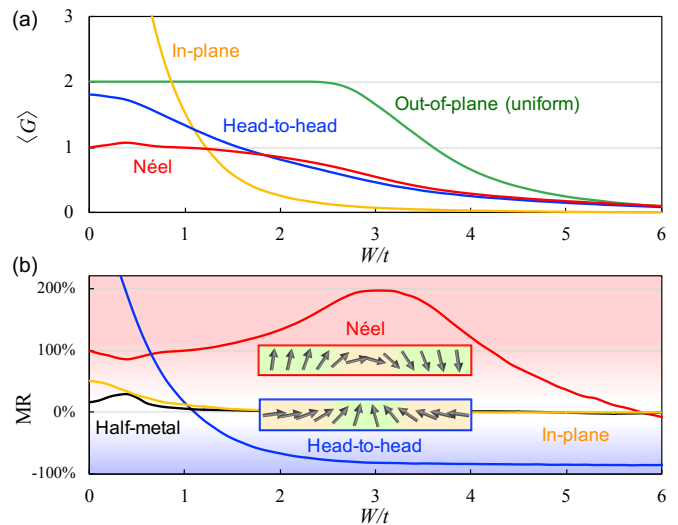 (a)
3
In-plane
2
Out-of-plane (uniform)
⟨G⟩
Head-to-head
1
Néel
0
0 1 2 3 4 5 6
W/t
(b)
200%
Néel
100%
MR
Half-metal
0%
In-plane
Head-to-head
-100%
0 1 2 3 4 5 6
W/t